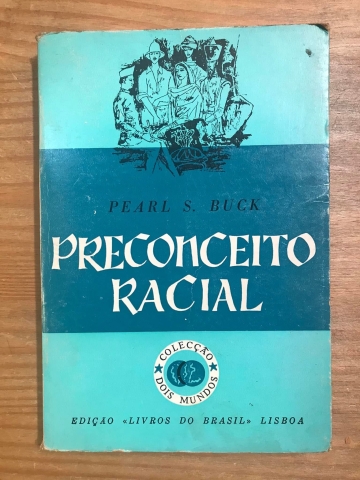 PEARL S. BUCK
PRECONCEITO
RACIAL
COLECÇÃO
DOIS MUNDOS
EDIÇÃO «LIVROS DO BRASIL» LISBOA